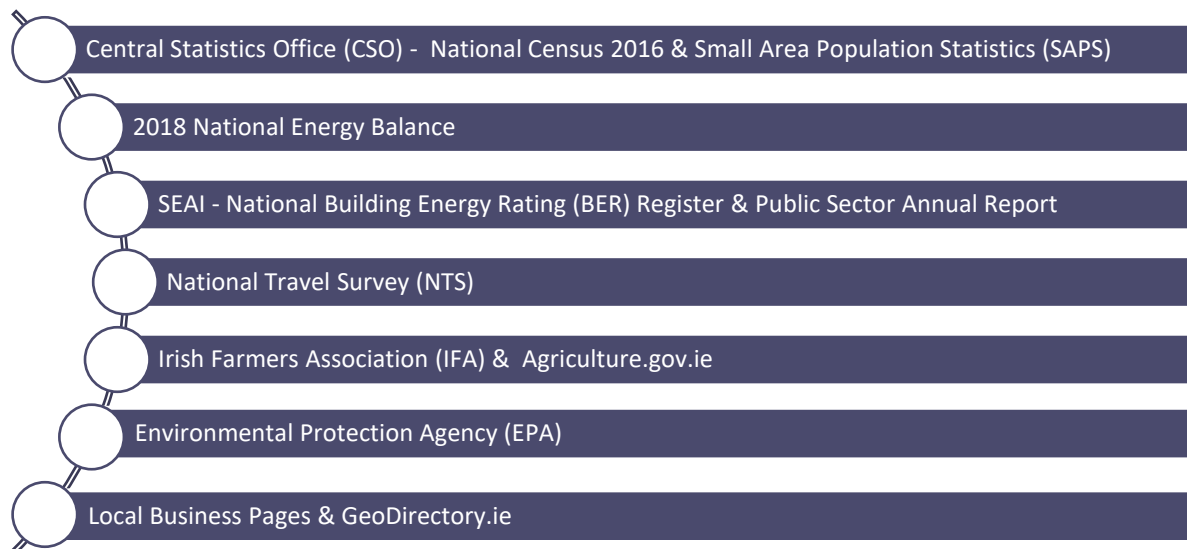 Central Statistics Office (CSO) - National Census 2016 & Small Area Population Statistics (SAPS)
2018 National Energy Balance
SEAI - National Building Energy Rating (BER) Register & Public Sector Annual Report
National Travel Survey (NTS)
Irish Farmers Association (IFA) & Agriculture.gov.ie
Environmental Protection Agency (EPA)
Local Business Pages & GeoDirectory.ie